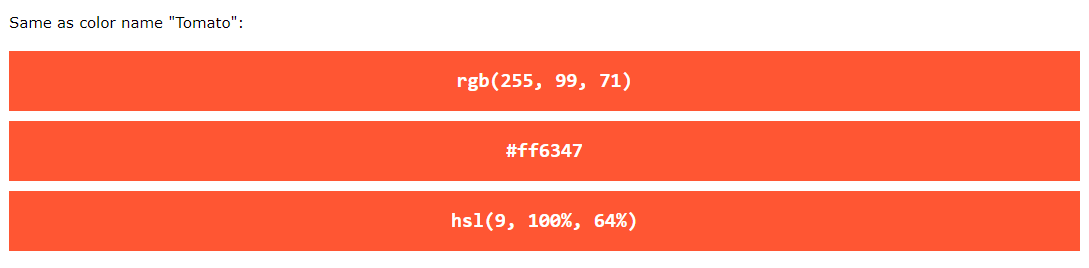 Same as color name "Tomato":
rgb(255, 99, 71)
#ff6347
hsl(9, 100%, 64%)